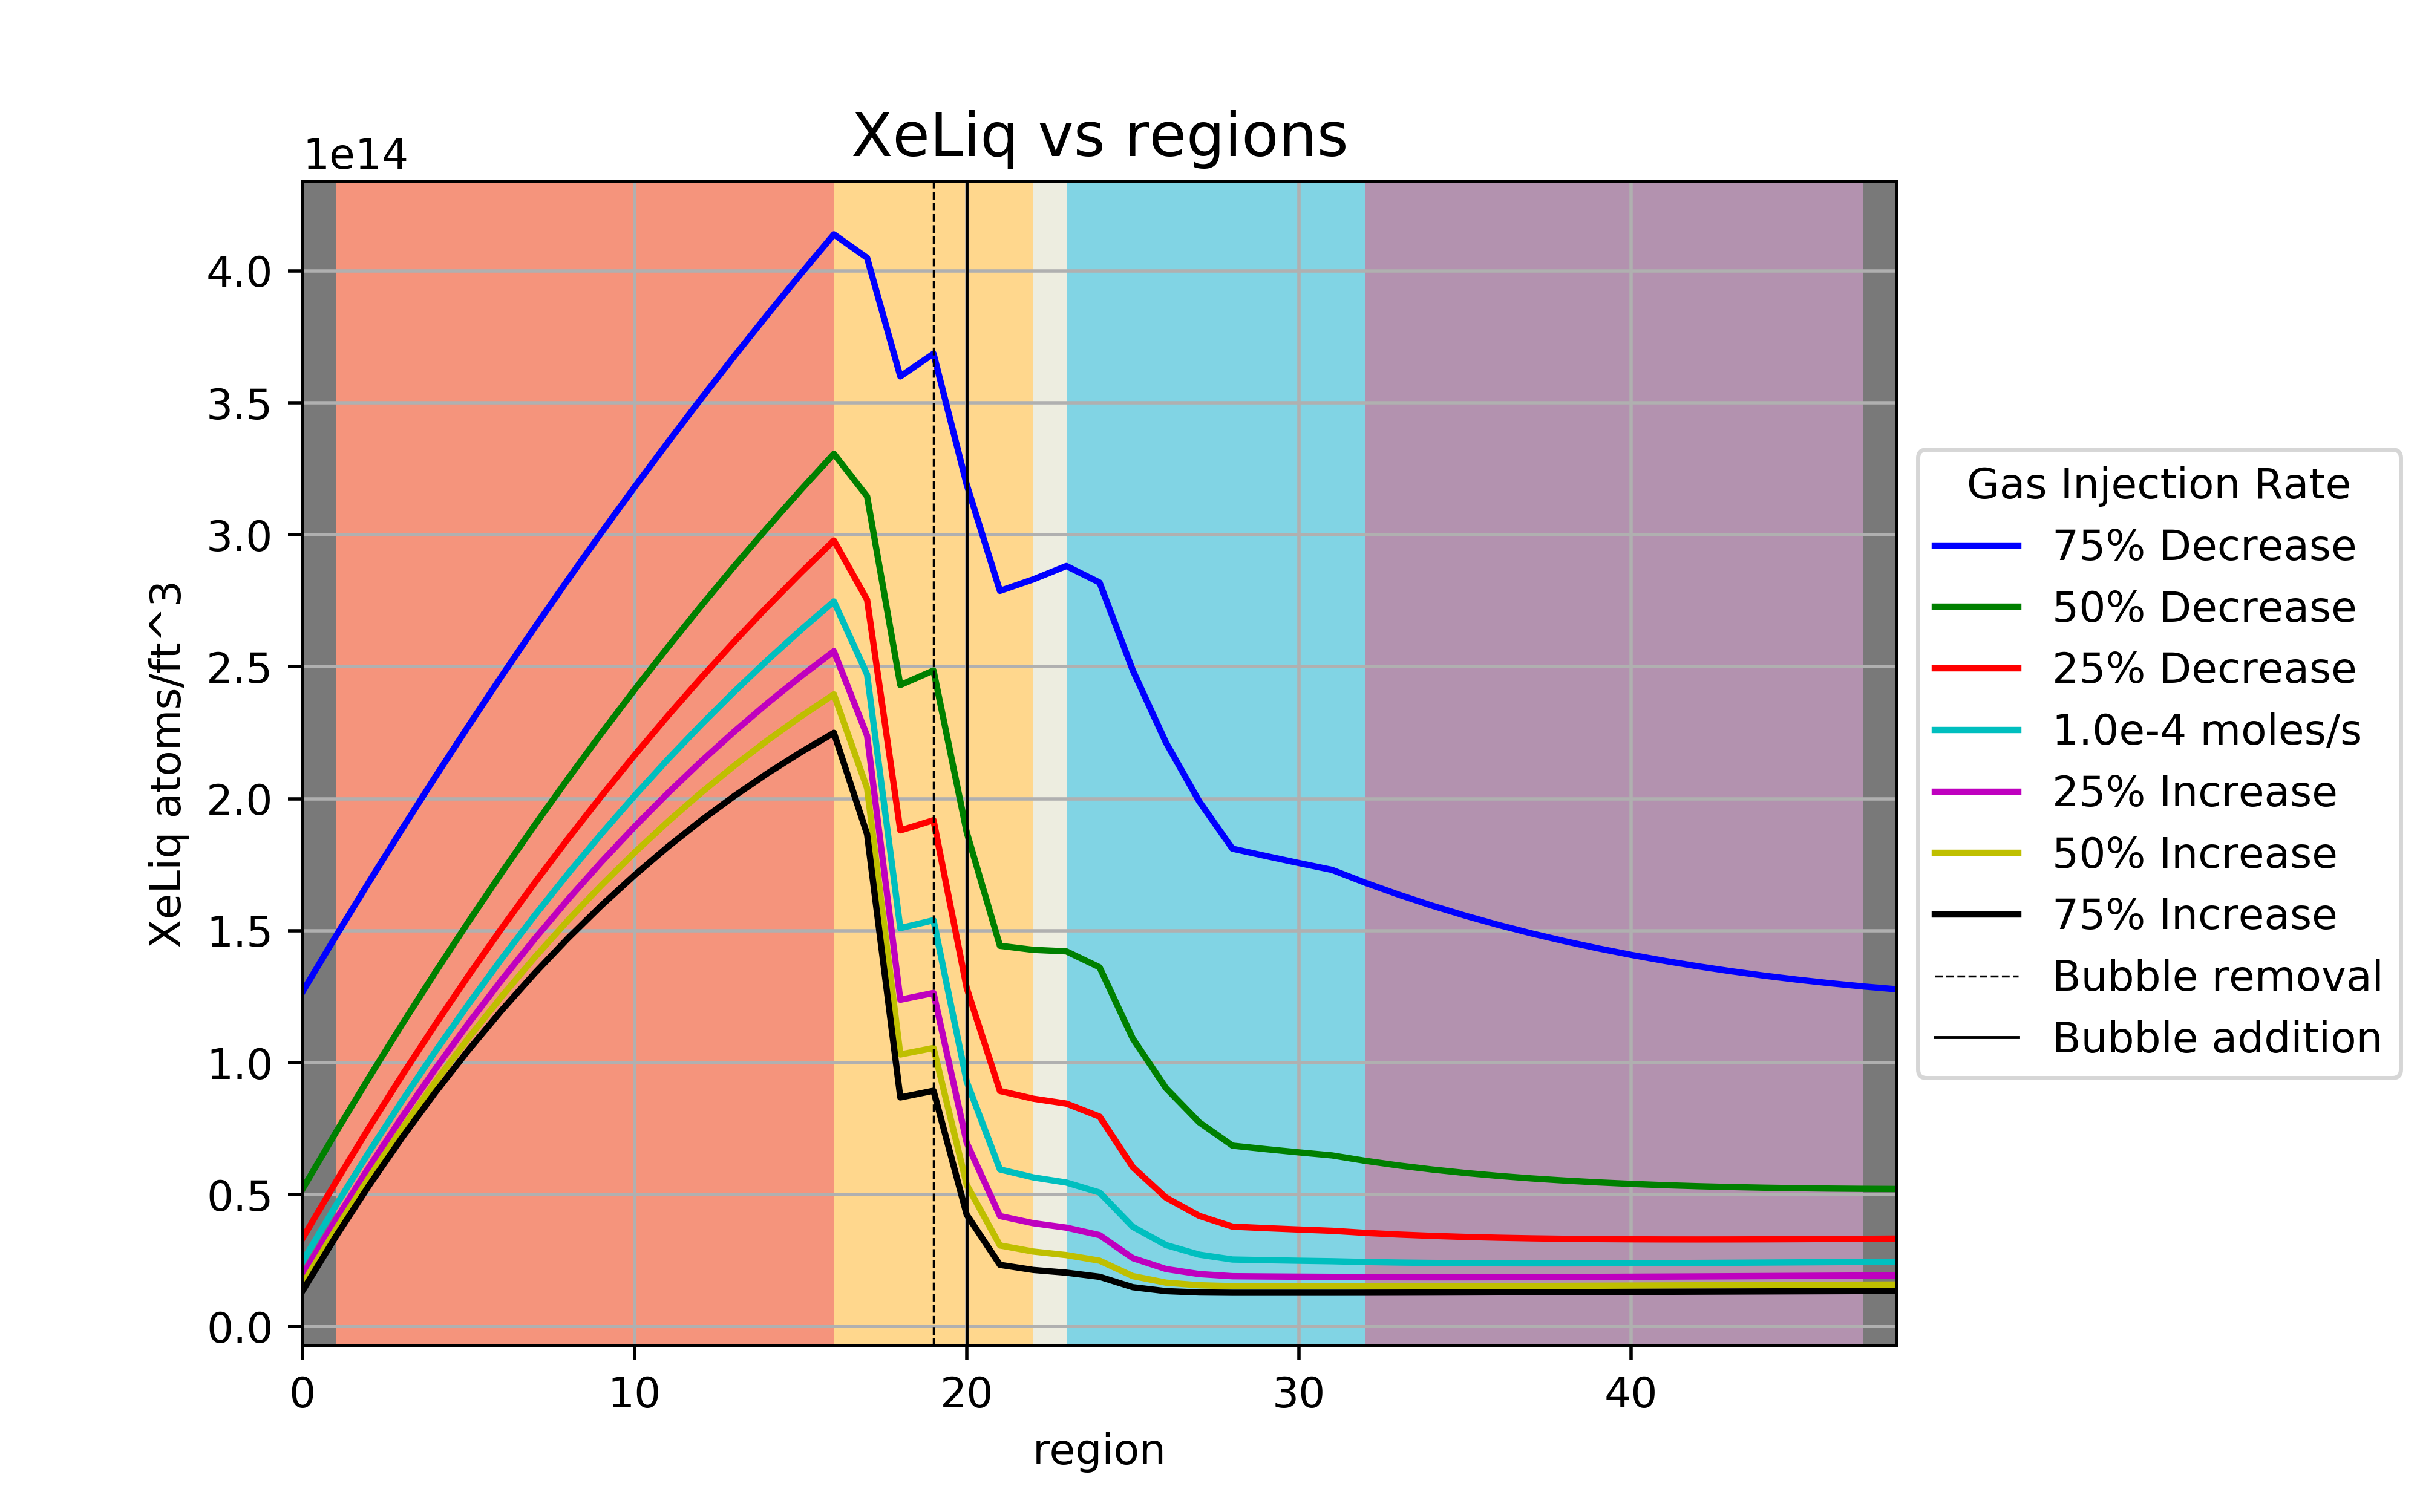 XeLiq vs regions
1e14
4.0
3.5
3.0
2.5
2.0
1.5
1.0
0.5
0.0
XeLiq atoms/ft^3
0
10
20
30
40
region
Gas Injection Rate
75% Decrease
50% Decrease
25% Decrease
1.0e-4 moles/s
25% Increase
50% Increase
75% Increase
Bubble removal
Bubble addition